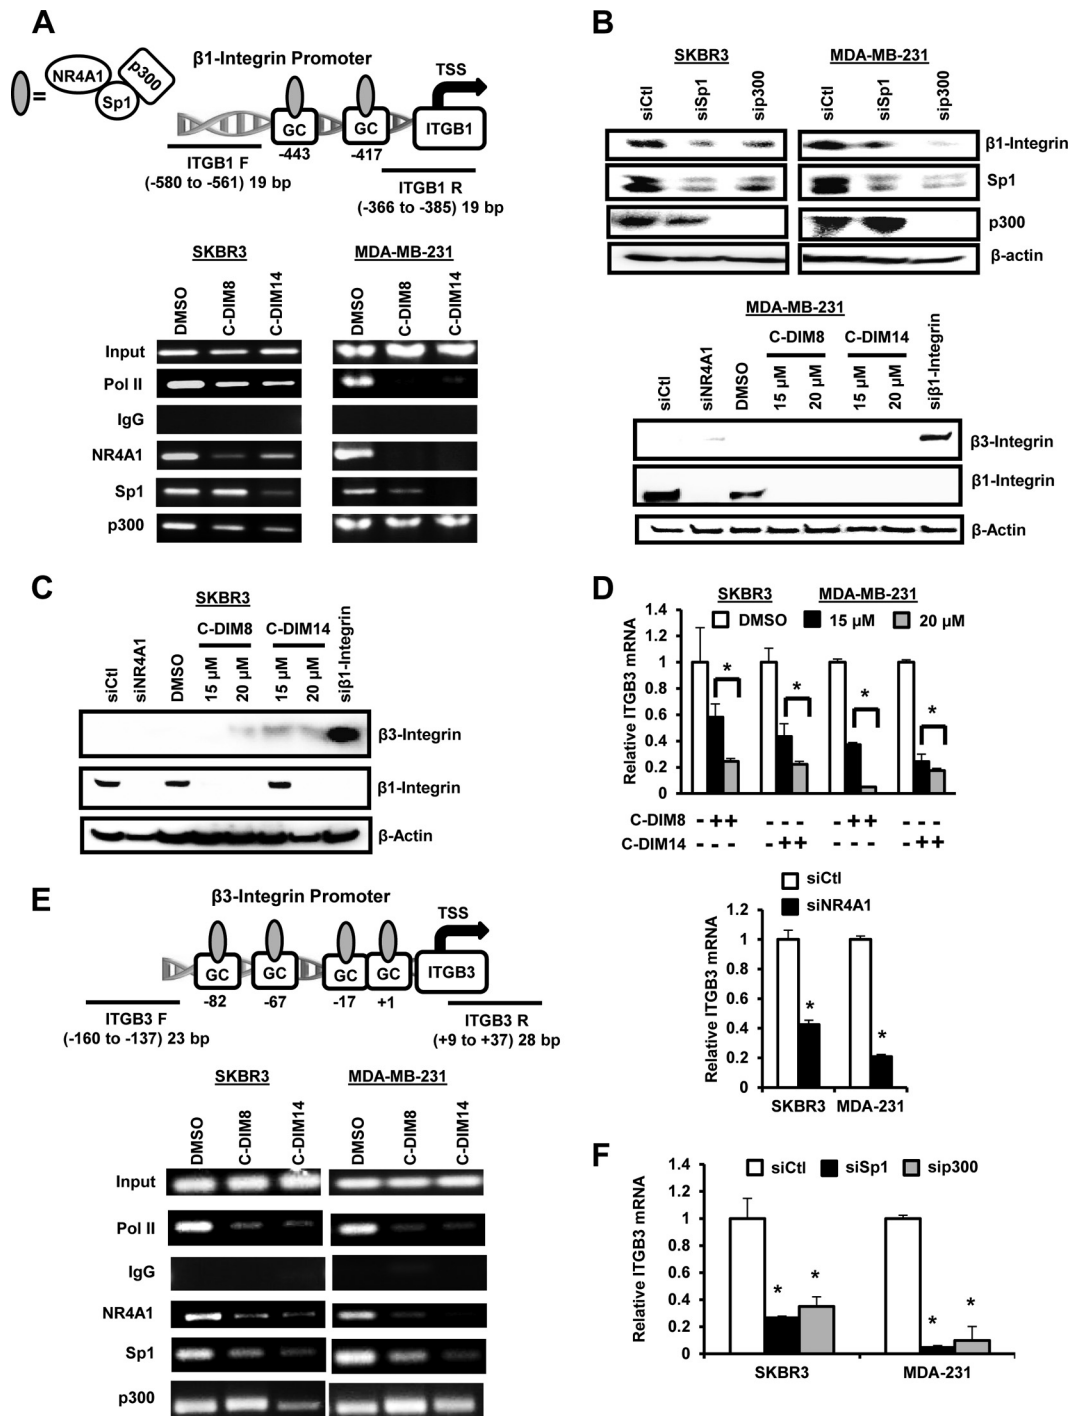 A
NR4A1
p300
Sp1
=
β1-Integrin Promoter
TSS
GC
GC
ITGB1
-443
-417
ITGB1 F
(-580 to -561) 19 bp
ITGB1 R
(-366 to -385) 19 bp
SKBR3
MDA-MB-231
DMSO
C-DIM8
C-DIM14
DMSO
C-DIM8
C-DIM14
Input
Pol II
IgG
NR4A1
Sp1
p300
B
SKBR3
MDA-MB-231
siCtl
siSp1
sip300
siCtl
siSp1
sip300
β1-Integrin
Sp1
p300
β-actin
MDA-MB-231
C-DIM8
C-DIM14
siCtl
siNR4A1
DMSO
15 µM
20 µM
15 µM
20 µM
siβ1-Integrin
β3-Integrin
β1-Integrin
β-Actin
C
SKBR3
C-DIM8
C-DIM14
siCtl
siNR4A1
DMSO
15 µM
20 µM
15 µM
20 µM
siβ1-Integrin
β3-Integrin
β1-Integrin
β-Actin
D
SKBR3
MDA-MB-231
DMSO
15 µM
20 µM
Relative ITGB3 mRNA
1.4
1.2
1
0.8
0.6
0.4
0.2
0
* * * *
C-DIM8 - + + - - - - + + - - -
C-DIM14 - - - - + + - - - - + +
siCtl
siNR4A1
Relative ITGB3 mRNA
1.2
1
0.8
0.6
0.4
0.2
0
* *
SKBR3 MDA-231
E
β3-Integrin Promoter
TSS
GC
GC
GC
GC
ITGB3
-82
-67
-17
+1
ITGB3 F
(-160 to -137) 23 bp
ITGB3 R
(+9 to +37) 28 bp
SKBR3
MDA-MB-231
DMSO
C-DIM8
C-DIM14
DMSO
C-DIM8
C-DIM14
Input
Pol II
IgG
NR4A1
Sp1
p300
F
siCtl
siSp1
sip300
Relative ITGB3 mRNA
1.4
1.2
1
0.8
0.6
0.4
0.2
0
* * * *
SKBR3
MDA-231